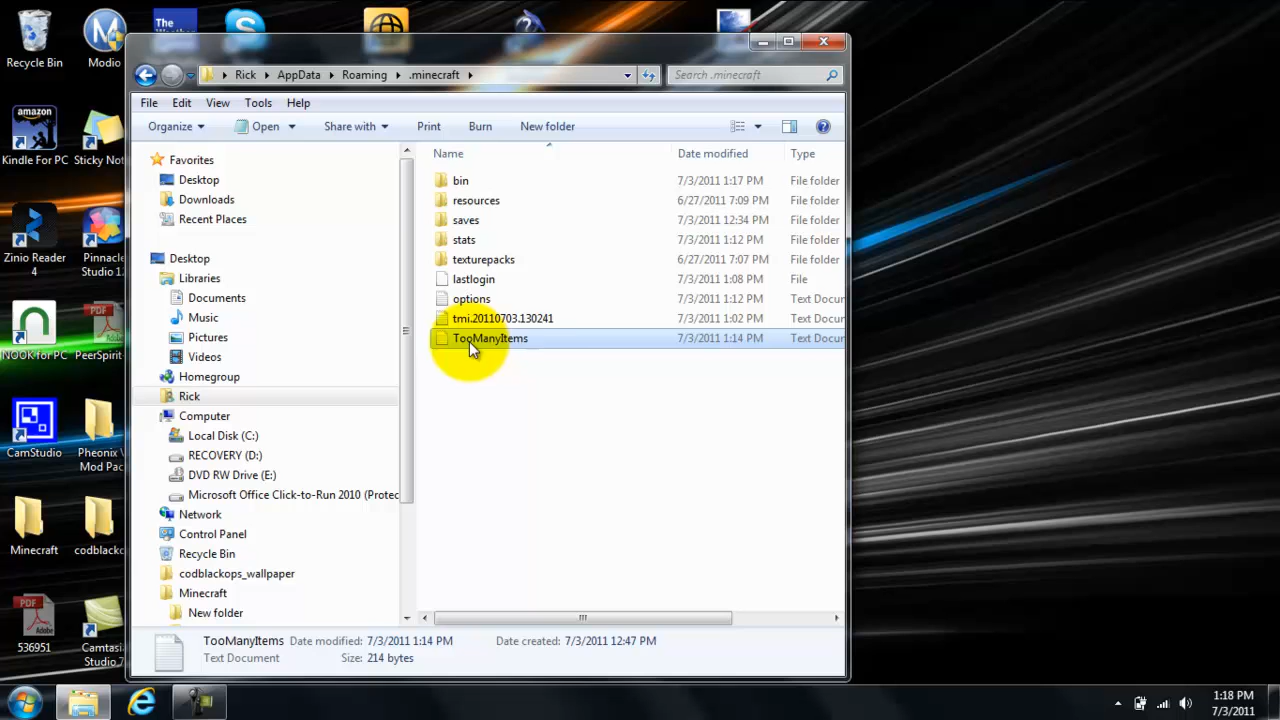 The
Recycle Bin
Modio
amazon
Kindle For PC
Sticky Not
Zinio Reader
4
Pinnacle
Studio 1
NOOK for PC
PeerSpirit
CamStudio
Pheonix
Mod Pac
Minecraft
codblacko
536951
Camtas
Studio 7
Rick
AppData
Roaming
.minecraft
Search .minecraft
File
Edit
View
Tools
Help
Organize
Open
Share with
Print
Burn
New folder
Favorites
Desktop
Downloads
Recent Places
Desktop
Libraries
Documents
Music
Pictures
Videos
Homegroup
Rick
Computer
Local Disk (C:)
RECOVERY (D:)
DVD RW Drive (E:)
Microsoft Office Click-to-Run 2010 (Protec
Network
Control Panel
Recycle Bin
codblackops_wallpaper
Minecraft
New folder
Name Date modified Type
bin 7/3/2011 1:17 PM File folder
resources 6/27/2011 7:09 PM File folder
saves 7/3/2011 12:34 PM File folder
stats 7/3/2011 1:12 PM File folder
texturepacks 6/27/2011 7:07 PM File folder
lastlogin 7/3/2011 1:08 PM File
options 7/3/2011 1:12 PM Text Docur
tmi.20110703.130241 7/3/2011 1:02 PM Text Docur
TooManyItems 7/3/2011 1:14 PM Text Docur
TooManyItems Date modified: 7/3/2011 1:14 PM Date created: 7/3/2011 12:47 PM
Text Document Size: 214 bytes
1:18 PM
7/3/2011